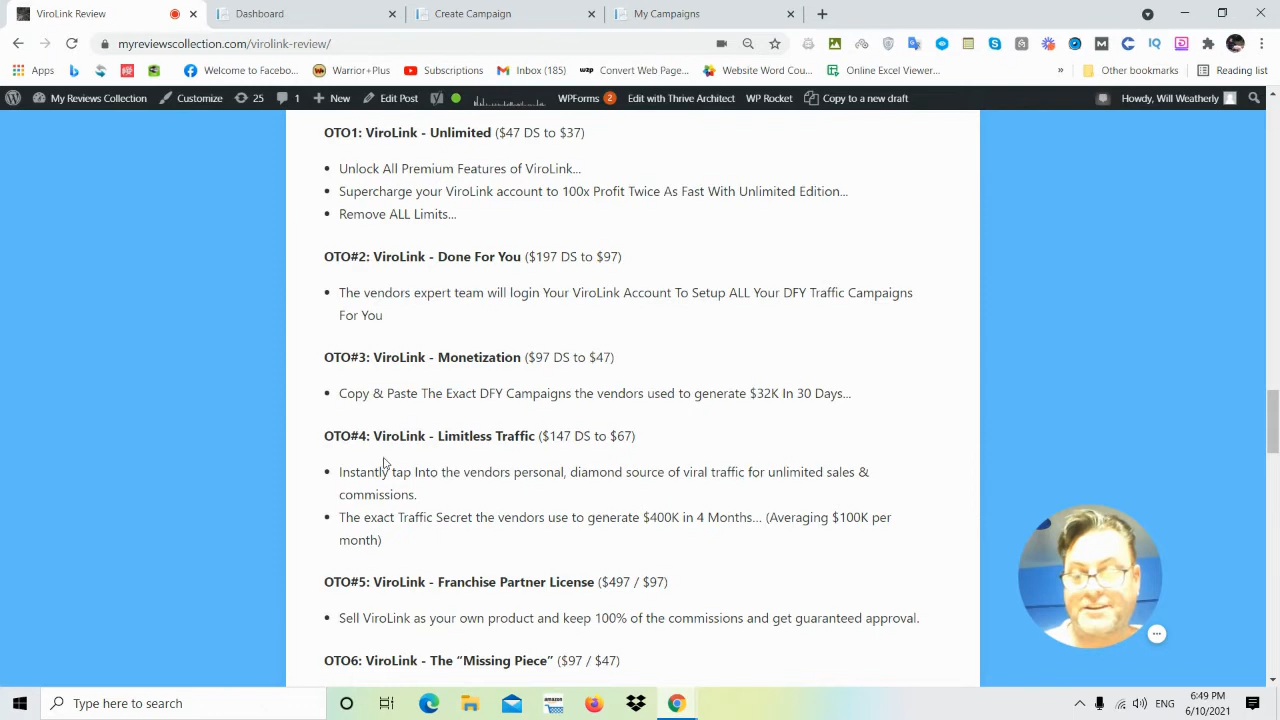 ViroLink Review
Dashboard
Create Campaign
My Campaigns
myreviewscollection.com/virolink-review/
Apps
Welcome to Facebo...
Warrior+Plus
Subscriptions
Inbox (185)
wzp Convert Web Page...
Website Word Cou...
Online Excel Viewer...
»
Other bookmarks
Reading list
My Reviews Collection
Customize
25
1
New
Edit Post
WPForms 2
Edit with Thrive Architect
WP Rocket
Copy to a new draft
Howdy, Will Weatherly
OTO1: ViroLink - Unlimited ($47 DS to $37)
Unlock All Premium Features of ViroLink...
Supercharge your ViroLink account to 100x Profit Twice As Fast With Unlimited Edition...
Remove ALL Limits...
OTO#2: ViroLink - Done For You ($197 DS to $97)
The vendors expert team will login Your ViroLink Account To Setup ALL Your DFY Traffic Campaigns
For You
OTO#3: ViroLink - Monetization ($97 DS to $47)
Copy & Paste The Exact DFY Campaigns the vendors used to generate $32K In 30 Days...
OTO#4: ViroLink - Limitless Traffic ($147 DS to $67)
Instantly tap Into the vendors personal, diamond source of viral traffic for unlimited sales &
commissions.
The exact Traffic Secret the vendors use to generate $400K in 4 Months... (Averaging $100K per
month)
OTO#5: ViroLink - Franchise Partner License ($497 / $97)
Sell ViroLink as your own product and keep 100% of the commissions and get guaranteed approval.
OTO6: ViroLink - The “Missing Piece” ($97 / $47)
Type here to search
amazon
ENG
6:49 PM
6/10/2021